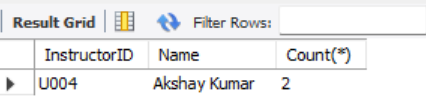 Result Grid Filter Rows:
InstructorID Name Count(*)
U004 Akshay Kumar 2